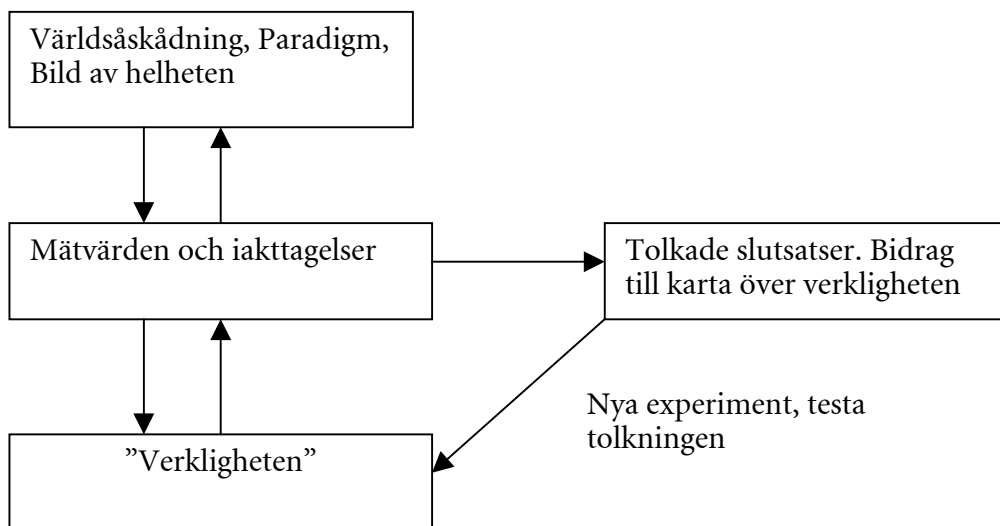 Världsåskådning, Paradigm,
Bild av helheten
Mätvärden och iakttagelser
Tolkade slutsatser. Bidrag
till karta över verkligheten
Nya experiment, testa
tolkningen
”Verkligheten”